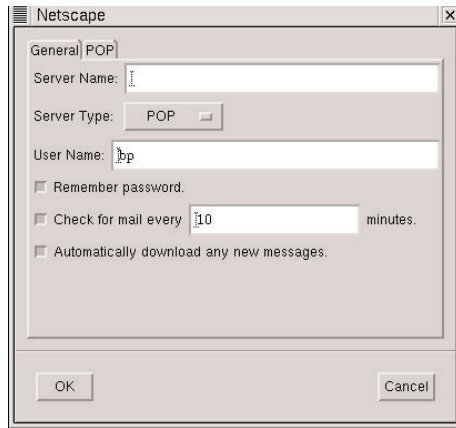 Netscape
General POP
Server Name:
Server Type: POP
User Name: bp
Remember password.
Check for mail every 10 minutes.
Automatically download any new messages.
OK Cancel